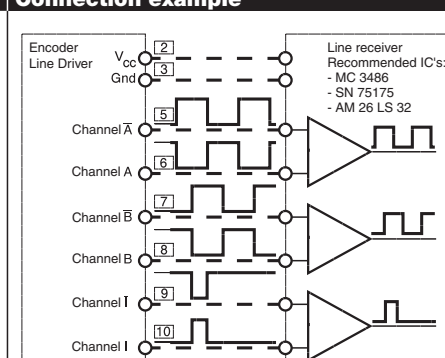 Connection example
Encoder
Line Driver
Vcc
2
Gnd
3
Line receiver
Recommended IC's:
- MC 3486
- SN 75175
- AM 26 LS 32
5
Channel A̅
6
Channel A
7
Channel B̅
8
Channel B
9
Channel I̅
10
Channel I